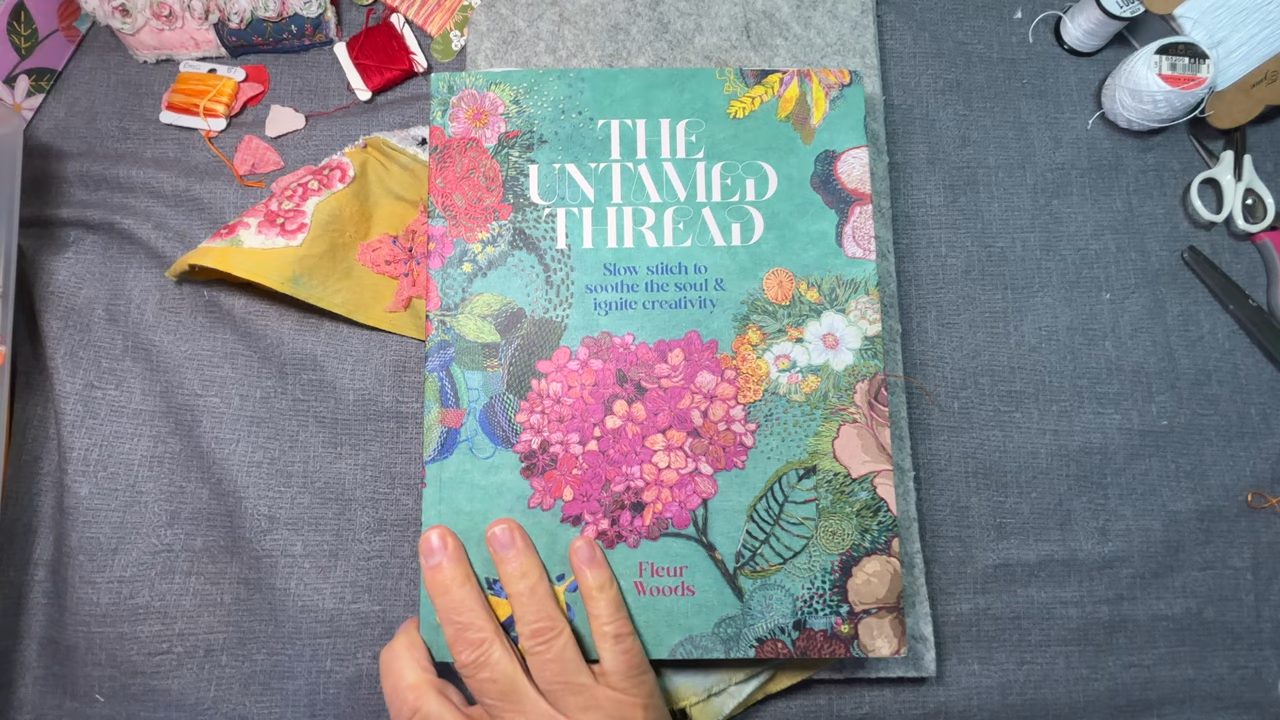 THE
UNTAMED
THREAD
Slow stitch to
soothe the soul &
ignite creativity
Fleur
Woods